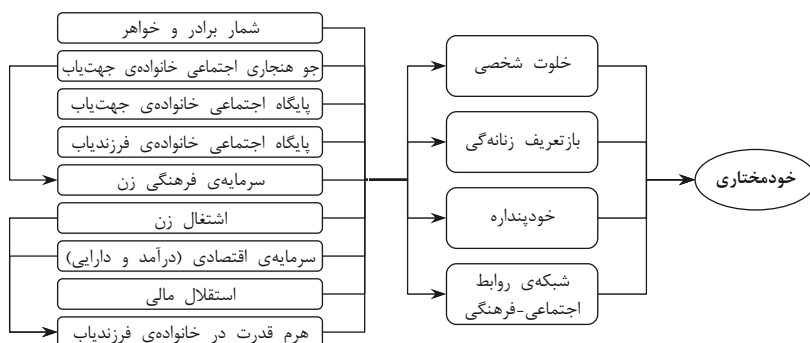 شمار برادر و خواهر
جو هنجاری اجتماعی خانواده‌ی جهت‌یاب
پایگاه اجتماعی خانواده‌ی جهت‌یاب
پایگاه اجتماعی خانواده‌ی فرزندیاب
سرمایه‌ی فرهنگی زن
اشتغال زن
سرمایه‌ی اقتصادی (درآمد و دارایی)
استقلال مالی
هرم قدرت در خانواده‌ی فرزندیاب
خلوت شخصی
بازتعریف زنانه‌گی
خودپنداره
شبکه‌ی روابط
اجتماعی-فرهنگی
خودمختاری